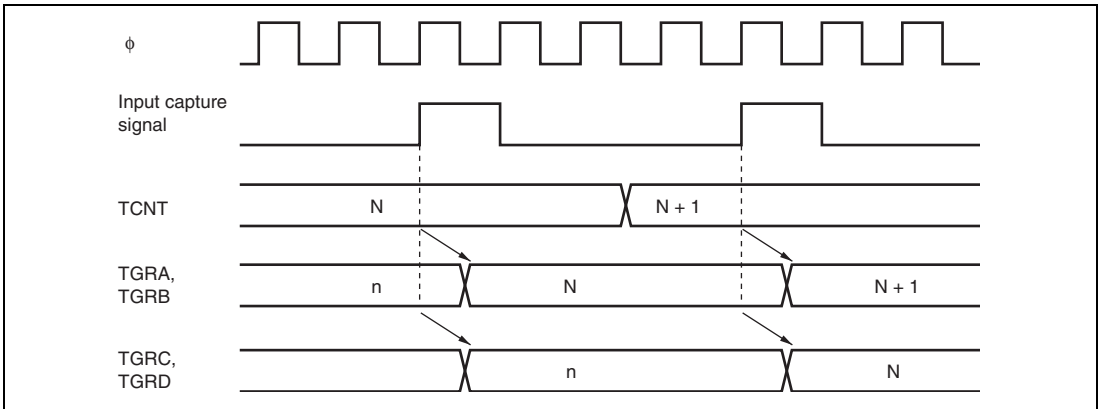 ϕ
Input capture
signal
TCNT
N
N + 1
TGRA,
TGRB
n
N
N + 1
TGRC,
TGRD
n
N